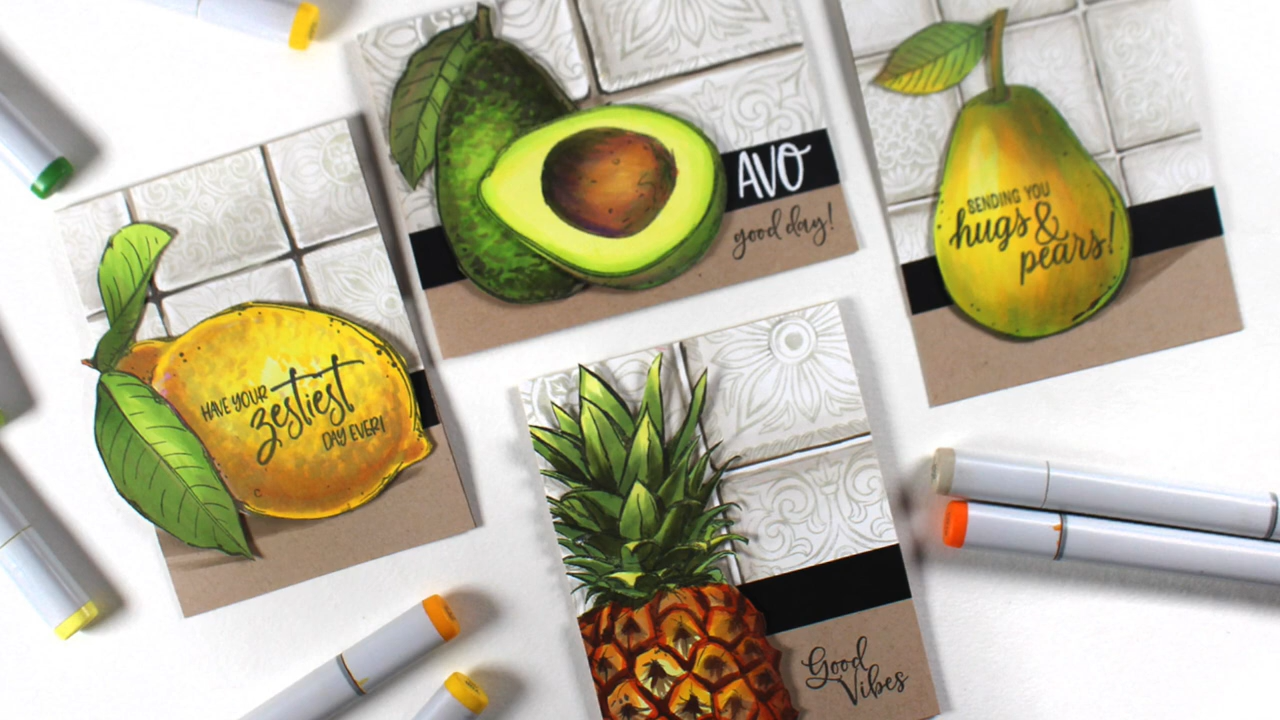 HAVE YOUR
zestiest
DAY EVER!
AVO
good day!
SENDING YOU
hugs &
pears!
Good
Vibes